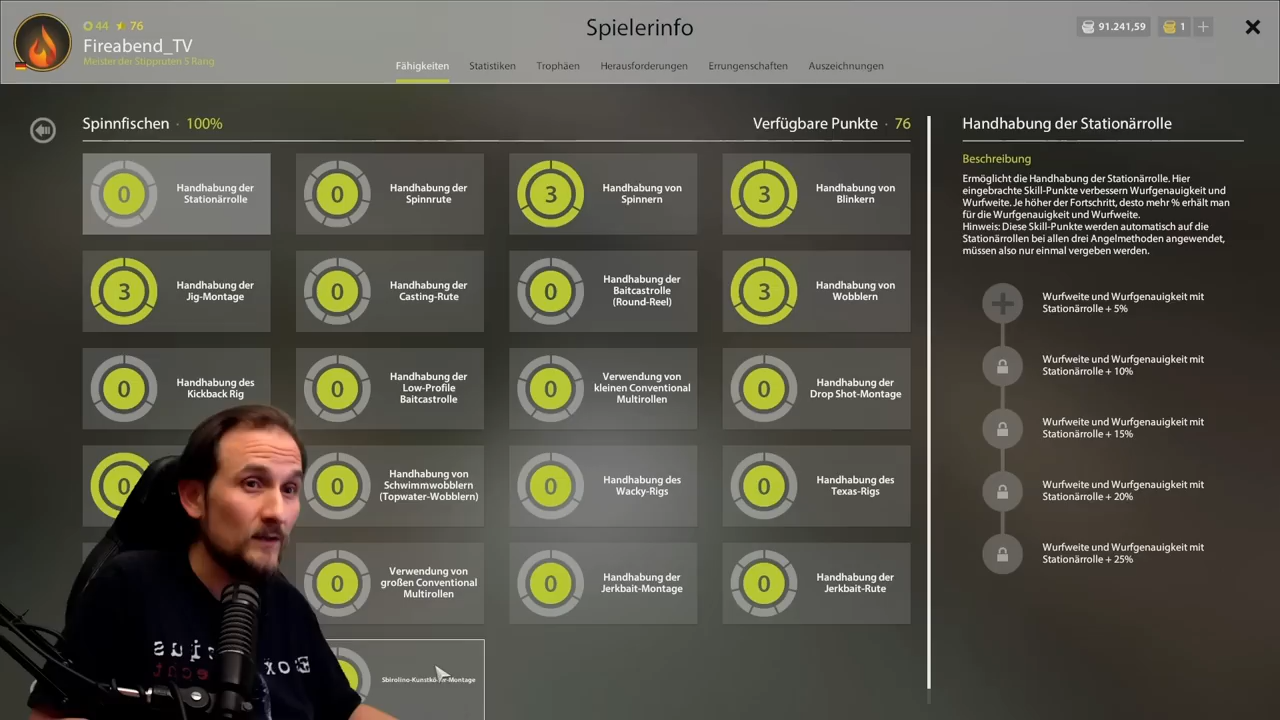 44 76
Fireabend_TV
Meister der Stippruten 5 Rang
Spielerinfo
91.241,59
1
Fähigkeiten
Statistiken
Trophäen
Herausforderungen
Errungenschaften
Auszeichnungen
Spinnfischen · 100%
Verfügbare Punkte · 76
0
Handhabung der
Stationärrolle
0
Handhabung der
Spinnrute
3
Handhabung von
Spinnern
3
Handhabung von
Blinkern
3
Handhabung der
Jig-Montage
0
Handhabung der
Casting-Rute
0
Handhabung der
Baitcastrolle
(Round-Reel)
3
Handhabung von
Wobblern
0
Handhabung des
Kickback Rig
0
Handhabung der
Low-Profile
Baitcastrolle
0
Verwendung von
kleinen Conventional
Multirollen
0
Handhabung der
Drop Shot-Montage
0
0
Handhabung von
Schwimmwobblern
(Topwater-Wobblern)
0
Handhabung des
Wacky-Rigs
0
Handhabung des
Texas-Rigs
0
Verwendung von
großen Conventional
Multirollen
0
Handhabung der
Jerkbait-Montage
0
Handhabung der
Jerkbait-Rute
Handhabung der Stationärrolle
Beschreibung
Ermöglicht die Handhabung der Stationärrolle. Hier
eingebrachte Skill-Punkte verbessern Wurfgenauigkeit und
Wurfweite. Je höher der Fortschritt, desto mehr % erhält man
für die Wurfgenauigkeit und Wurfweite.
Hinweis: Diese Skill-Punkte werden automatisch auf die
Stationärrollen bei allen drei Angelmethoden angewendet,
müssen also nur einmal vergeben werden.
Wurfweite und Wurfgenauigkeit mit
Stationärrolle + 5%
Wurfweite und Wurfgenauigkeit mit
Stationärrolle + 10%
Wurfweite und Wurfgenauigkeit mit
Stationärrolle + 15%
Wurfweite und Wurfgenauigkeit mit
Stationärrolle + 20%
Wurfweite und Wurfgenauigkeit mit
Stationärrolle + 25%